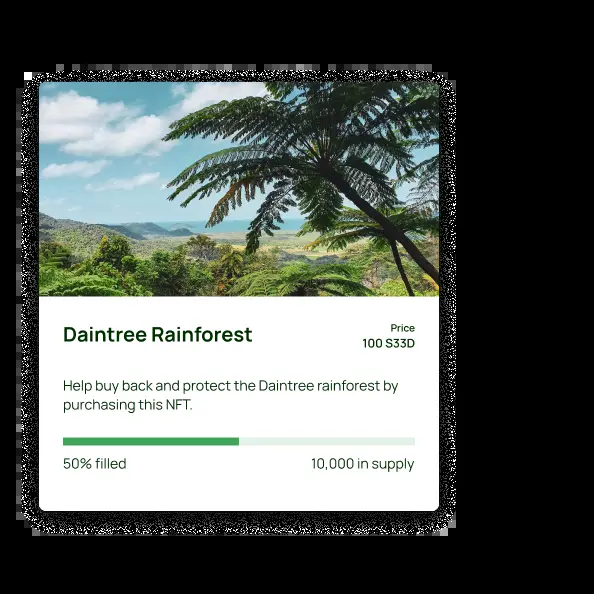 Daintree Rainforest
Price
100 S33D
Help buy back and protect the Daintree rainforest by
purchasing this NFT.
50% filled
10,000 in supply